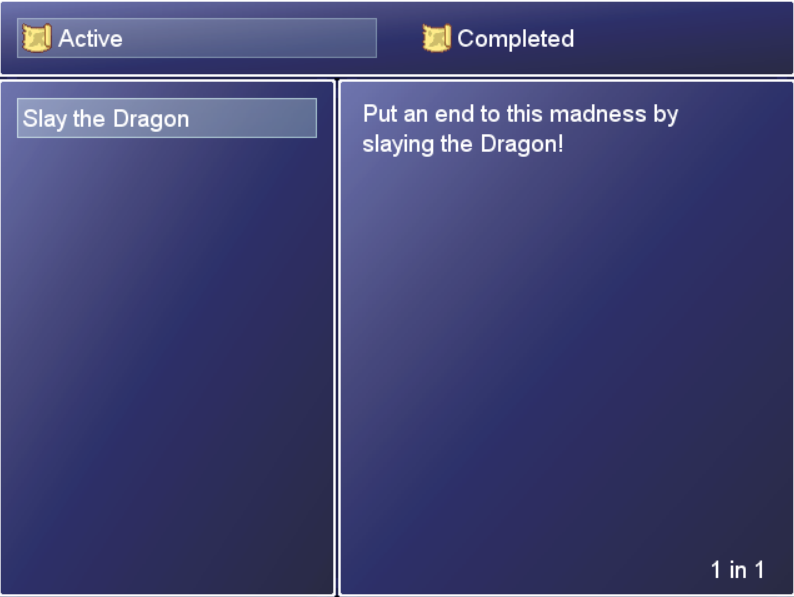 Active
Completed
Slay the Dragon
Put an end to this madness by
slaying the Dragon!
1 in 1